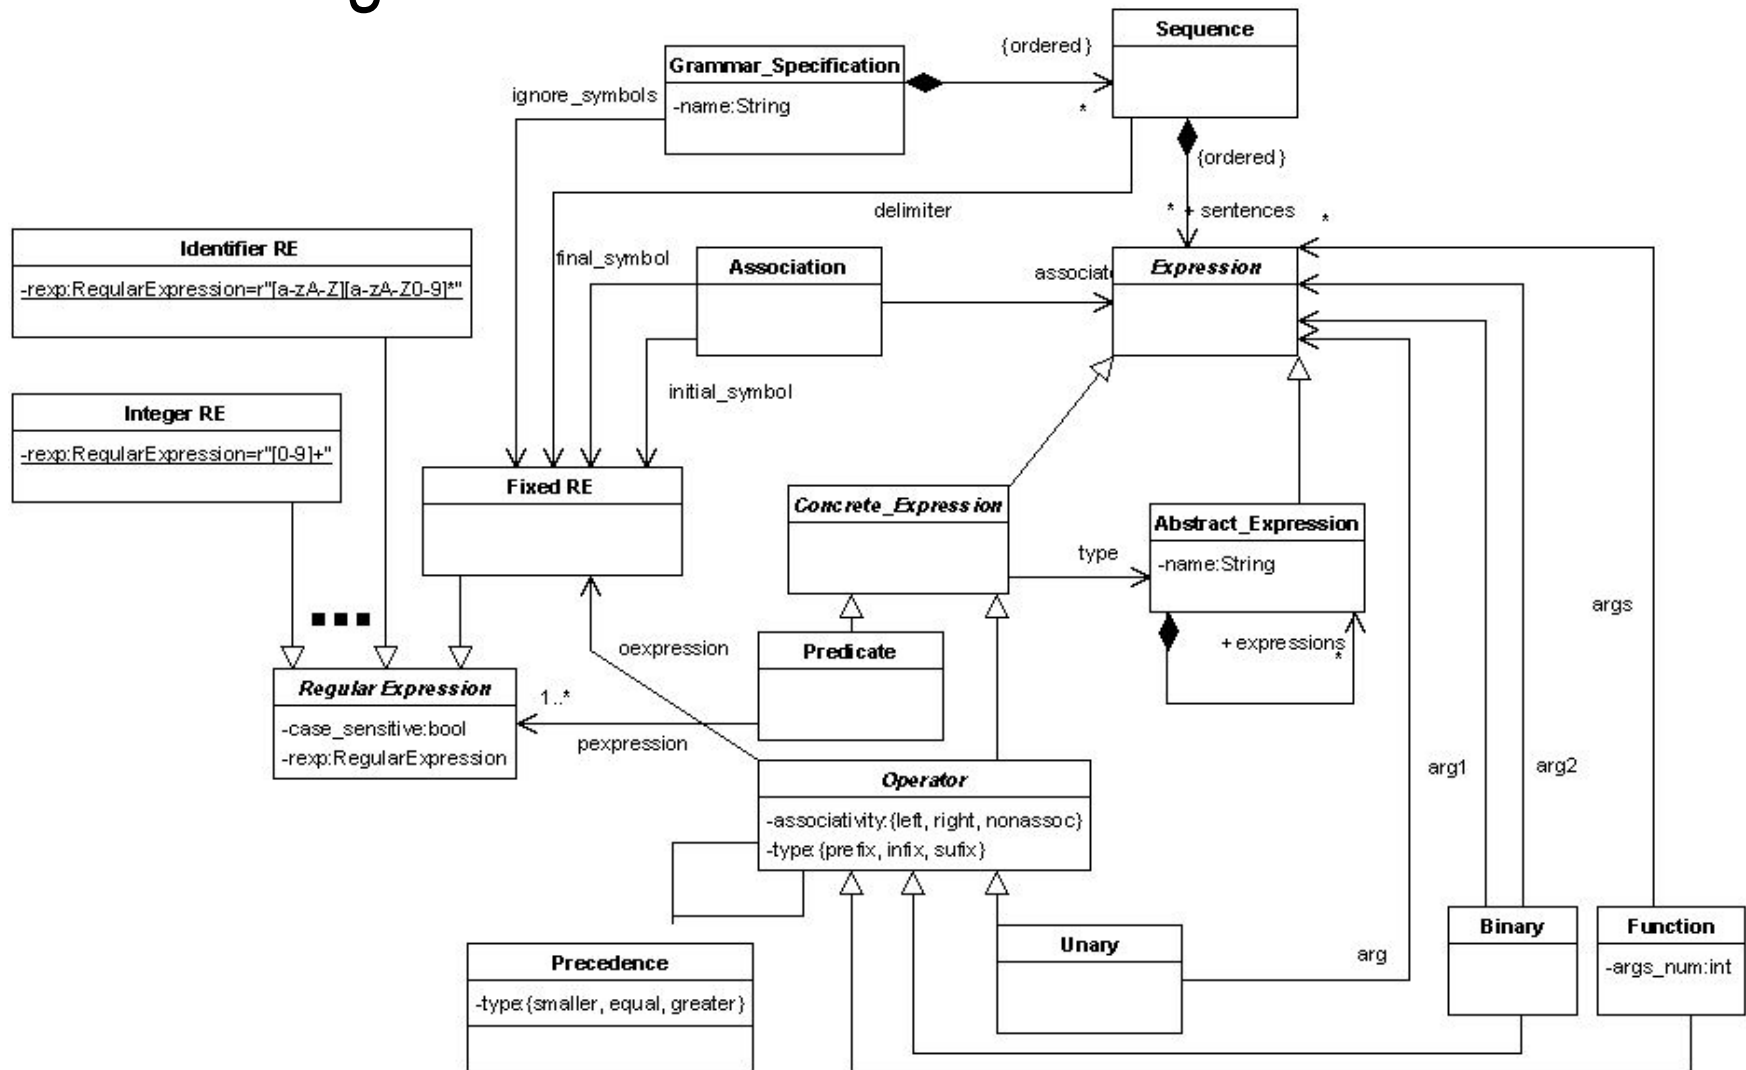 Sequence
{ordered}
Grammar_Specification
ignore_symbols
-name:String
*
{ordered}
delimiter
* + sentences
*
Identifier RE
final_symbol
Association
associat
Expression
-rexp:RegularExpression=r"[a-zA-Z][a-zA-Z0-9]*"
initial_symbol
Integer RE
-rexp:RegularExpression=r"[0-9]+"
Fixed RE
Concrete_Expression
Abstract_Expression
type
-name:String
args
+ expressions
*
oexpression
Predicate
Regular Expression
1..*
-case_sensitive:bool
pexpression
-rexp:RegularExpression
Operator
arg1
arg2
-associativity:{left, right, nonassoc}
-type:{prefix, infix, sufix}
Binary
Function
Unary
Precedence
arg
-args_num:int
-type:{smaller, equal, greater}